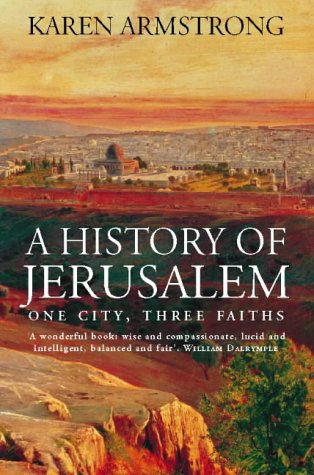 KAREN ARMSTRONG
A HISTORY OF
JERUSALEM
ONE CITY, THREE FAITHS
'A wonderful book: wise and compassionate, lucid and
intelligent, balanced and fair'. WILLIAM DALRYMPLE